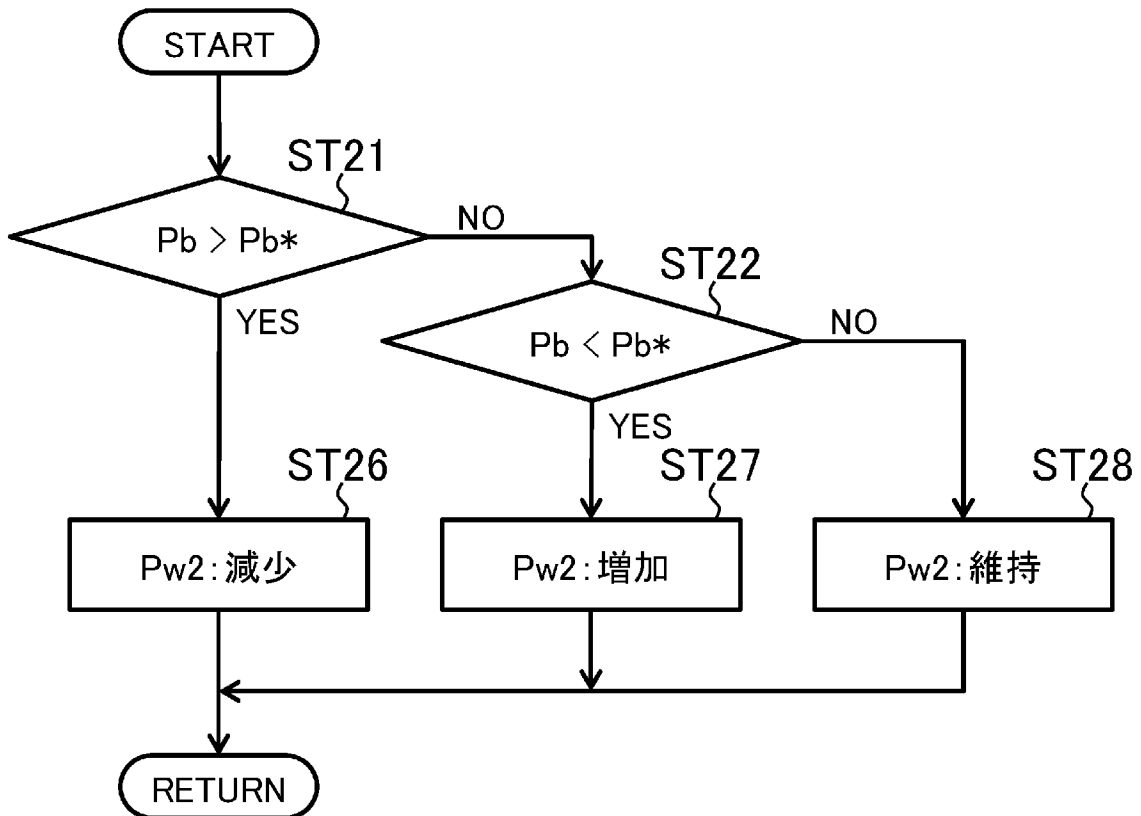 START
ST21
Pb > Pb*
NO
YES
ST22
Pb < Pb*
NO
YES
ST26
Pw2:減少
ST27
Pw2:増加
ST28
Pw2:維持
RETURN